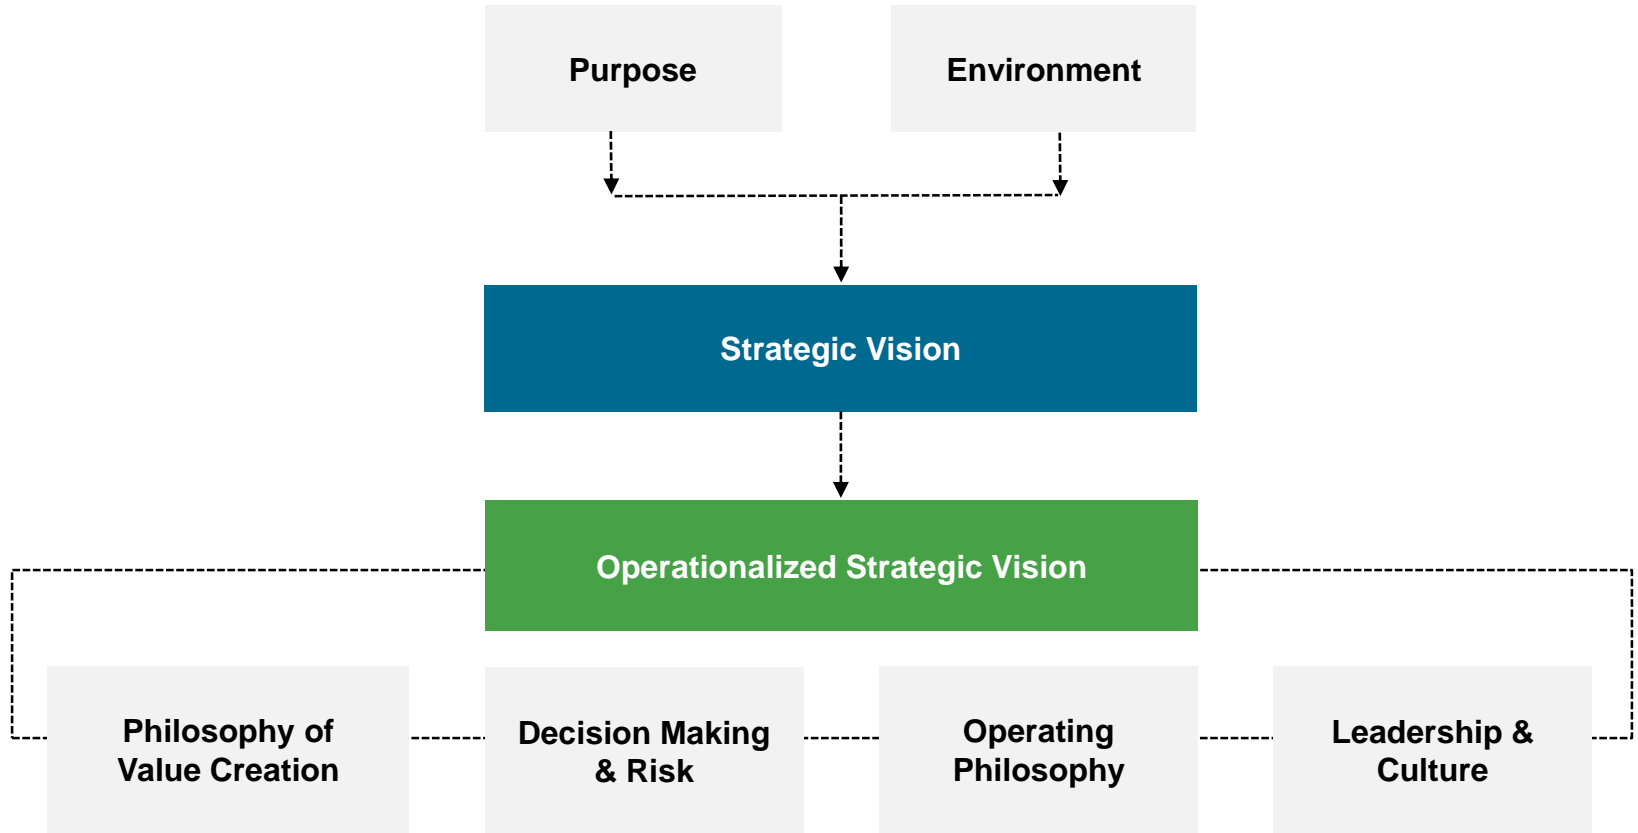 Purpose
Environment
Strategic Vision
Operationalized Strategic Vision
Philosophy of
Value Creation
Decision Making
& Risk
Operating
Philosophy
Leadership &
Culture